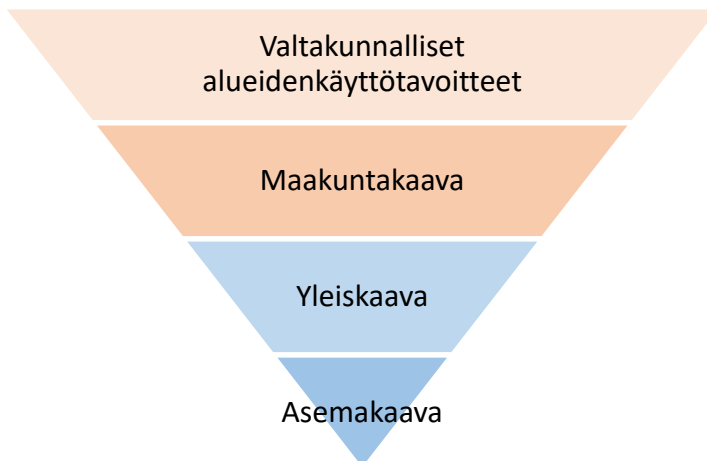 Valtakunnalliset
alueidenkäyttötavoitteet
Maakuntakaava
Yleiskaava
Asemakaava